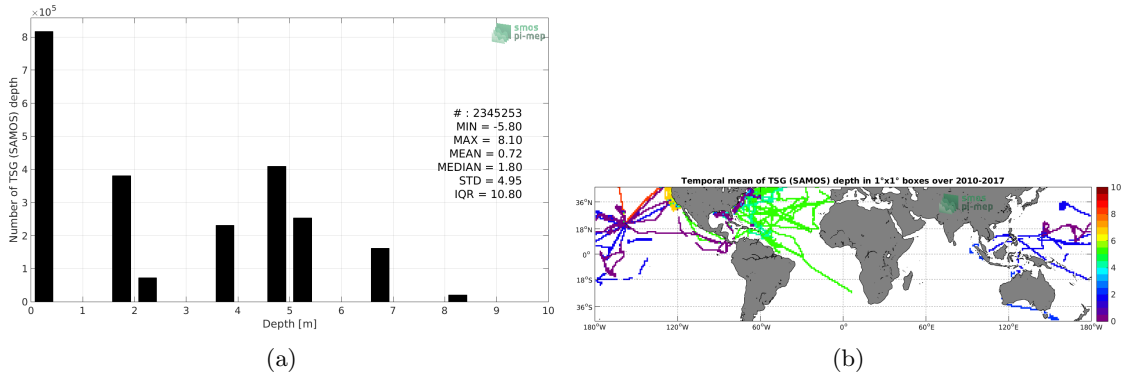 ×10⁵
8
7
6
5
4
3
2
1
0
Number of TSG (SAMOS) depth
smos
pi-mep
# : 2345253
MIN = -5.80
MAX = 8.10
MEAN = 0.72
MEDIAN = 1.80
STD = 4.95
IQR = 10.80
0 1 2 3 4 5 6 7 8 9 10
Depth [m]
(a)
Temporal mean of TSG (SAMOS) depth in 1°x1° boxes over 2010-2017
smos
pi-mep
36°N
18°N
0°
18°S
36°S
180°W 120°W 60°W 0° 60°E 120°E 180°E
10
8
6
4
2
0
(b)